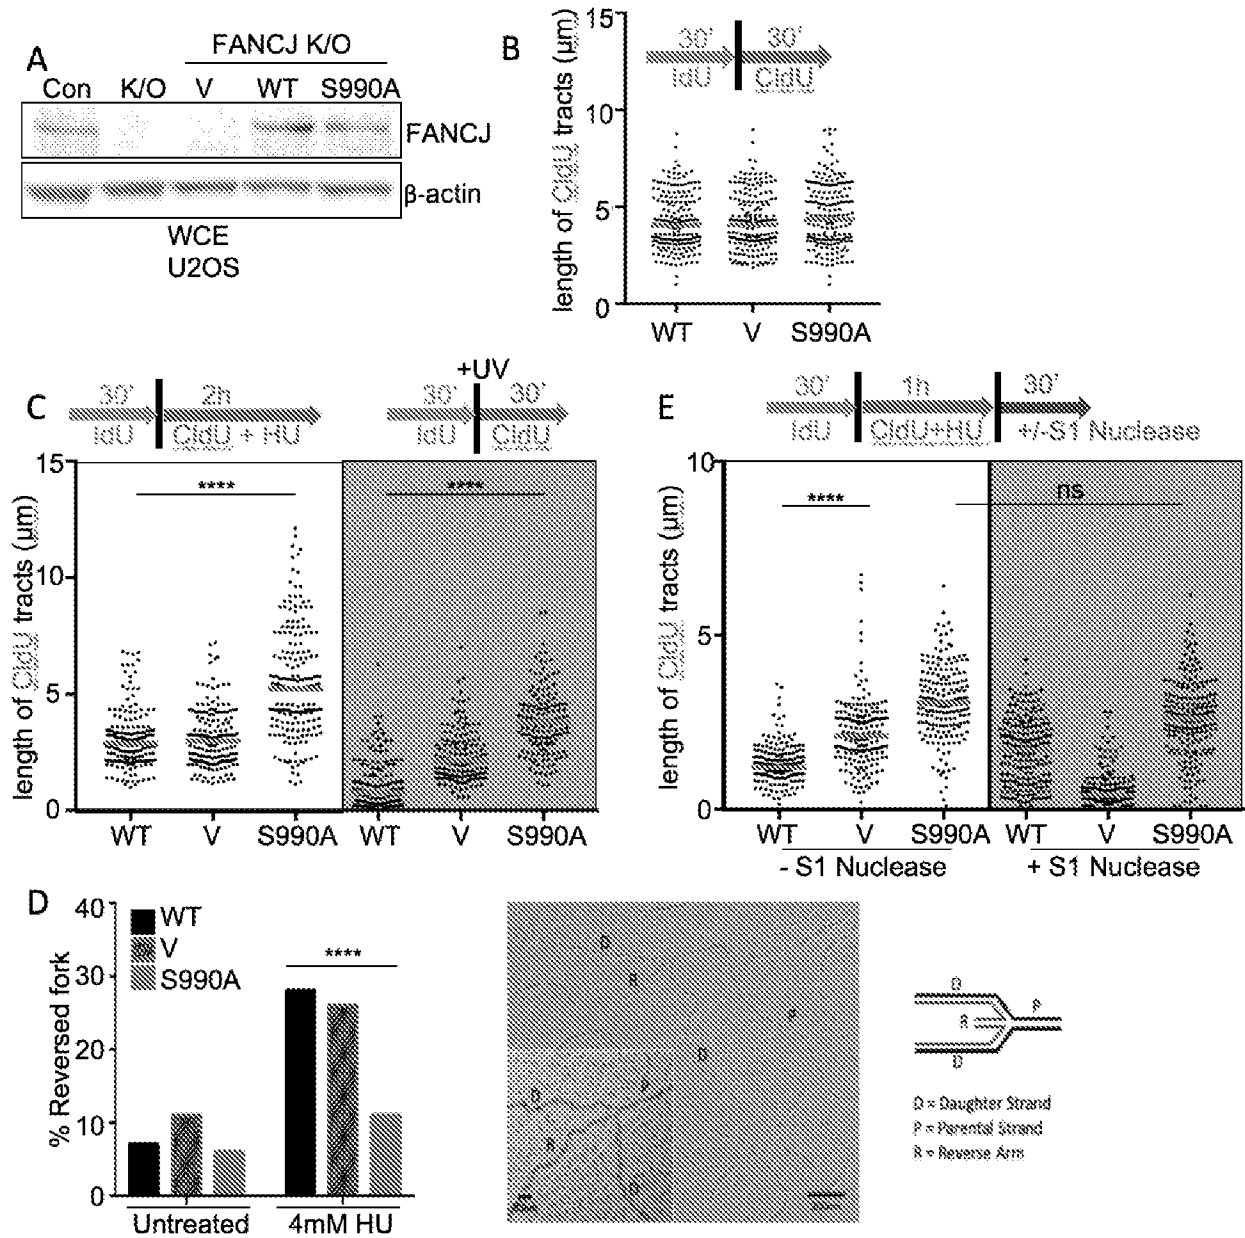 A
FANCJ K/O
Con K/O V WT S990A
FANCJ
β-actin
WCE
U2OS
B
length of CldU tracts (µm)
15
10
5
0
30' 30'
IdU CldU
WT V S990A
C
30' 2h
IdU CldU + HU
+UV
30' 30'
IdU CldU
length of CldU tracts (µm)
15
10
5
0
**** ****
WT V S990A WT V S990A
E
30' 1h 30'
IdU CldU+HU +/-S1 Nuclease
length of CldU tracts (µm)
10
5
0
**** ns
WT V S990A WT V S990A
- S1 Nuclease + S1 Nuclease
D
% Reversed fork
40
30
20
10
0
WT
V
S990A
****
Untreated 4mM HU
D
R
P
D
D P
R
D
D
P
R
D
D = Daughter Strand
P = Parental Strand
R = Reverse Arm